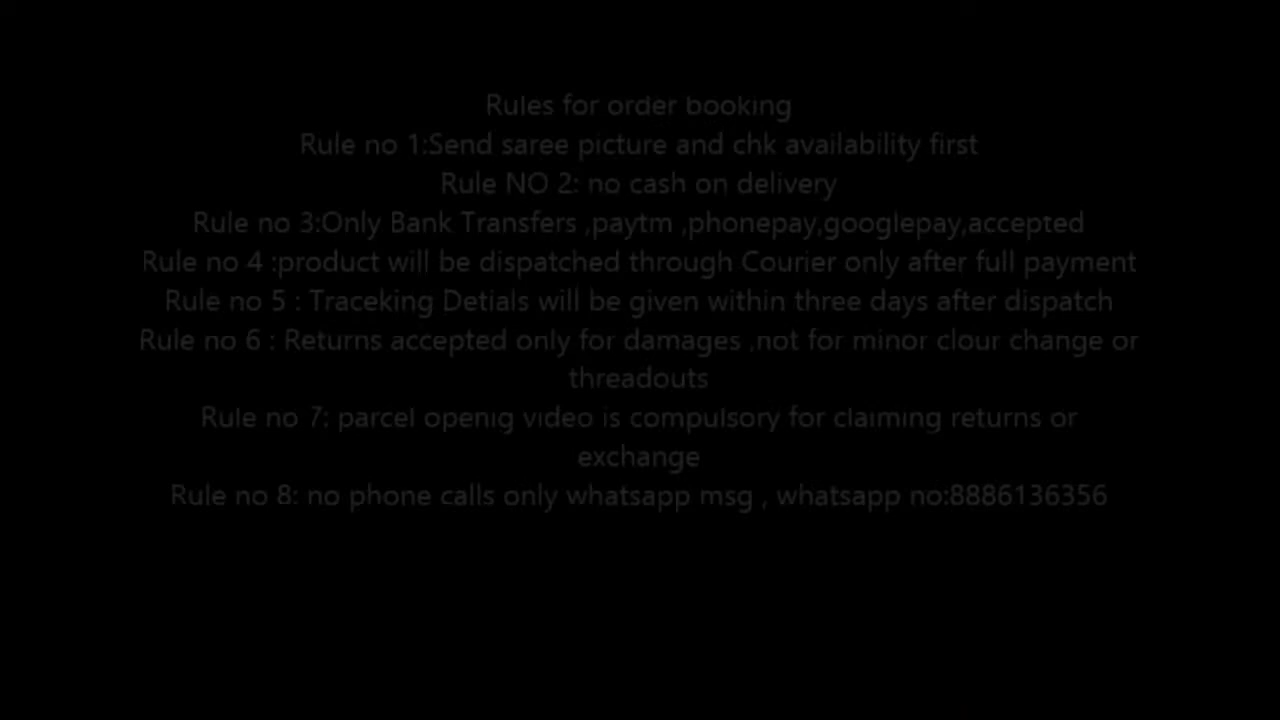 Rules for order booking
Rule no 1:Send saree picture and chk availability first
Rule NO 2: no cash on delivery
Rule no 3:Only Bank Transfers ,paytm ,phonepay,googlepay,accepted
Rule no 4 :product will be dispatched through Courier only after full payment
Rule no 5 : Traceking Detials will be given within three days after dispatch
Rule no 6 : Returns accepted only for damages ,not for minor clour change or
threadouts
Rule no 7: parcel openig video is compulsory for claiming returns or
exchange
Rule no 8: no phone calls only whatsapp msg , whatsapp no:8886136356